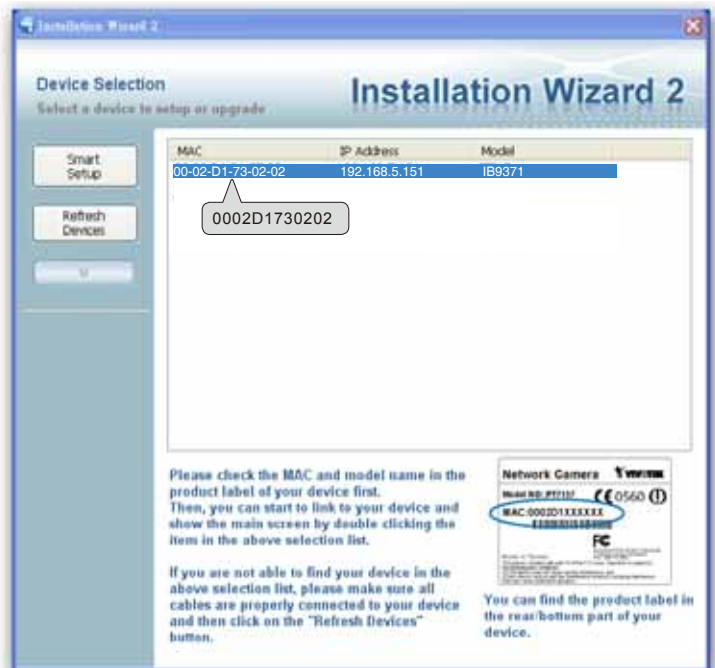 Installation Wizard 2
Device Selection
Select a device to setup or upgrade
Installation Wizard 2
Smart
Setup
Refresh
Devices
MAC IP Address Model
00-02-D1-73-02-02 192.168.5.151 IB9371
0002D1730202
Please check the MAC and model name in the
product label of your device first.
Then, you can start to
link to your device and
show the main screen by double clicking the
item in the above selection list.
If you are not able to find your device in the
above selection list, please make sure all
cables are properly connected to your device
and then click on the "Refresh Devices"
button.
Network Camera VIVOTEK
Model NO: PT7137 CE 0560
MAC:0002D1XXXXXX
FC
You can find the product label in
the rear/bottom part of your
device.